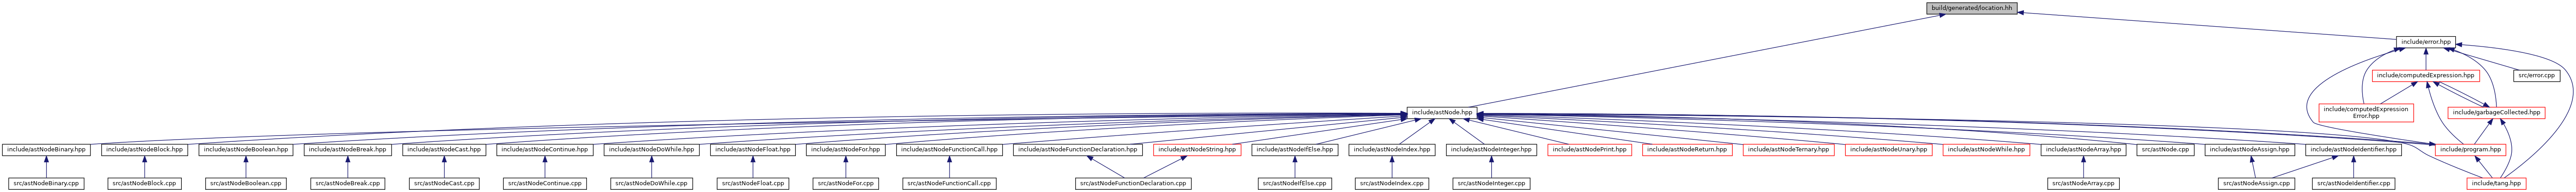 build/generated/location.hh
include/error.hpp
include/computedExpression.hpp
src/error.cpp
include/computedExpression
Error.hpp
include/garbageCollected.hpp
include/astNode.hpp
include/astNodeBinary.hpp
include/astNodeBlock.hpp
include/astNodeBoolean.hpp
include/astNodeBreak.hpp
include/astNodeCast.hpp
include/astNodeContinue.hpp
include/astNodeDoWhile.hpp
include/astNodeFloat.hpp
include/astNodeFor.hpp
include/astNodeFunctionCall.hpp
include/astNodeFunctionDeclaration.hpp
include/astNodeString.hpp
include/astNodeIfElse.hpp
include/astNodeIndex.hpp
include/astNodeInteger.hpp
include/astNodePrint.hpp
include/astNodeReturn.hpp
include/astNodeTernary.hpp
include/astNodeUnary.hpp
include/astNodeWhile.hpp
include/astNodeArray.hpp
src/astNode.cpp
include/astNodeAssign.hpp
include/astNodeIdentifier.hpp
include/program.hpp
src/astNodeBinary.cpp
src/astNodeBlock.cpp
src/astNodeBoolean.cpp
src/astNodeBreak.cpp
src/astNodeCast.cpp
src/astNodeContinue.cpp
src/astNodeDoWhile.cpp
src/astNodeFloat.cpp
src/astNodeFor.cpp
src/astNodeFunctionCall.cpp
src/astNodeFunctionDeclaration.cpp
src/astNodeIfElse.cpp
src/astNodeIndex.cpp
src/astNodeInteger.cpp
src/astNodeArray.cpp
src/astNodeAssign.cpp
src/astNodeIdentifier.cpp
include/tang.hpp